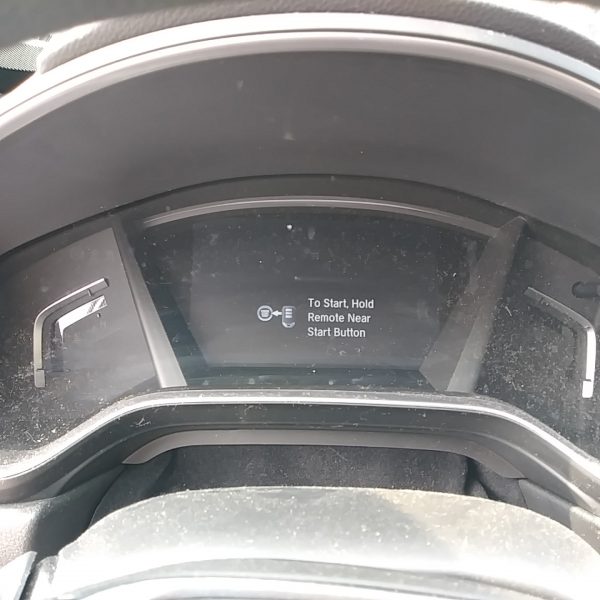 To Start, Hold
Remote Near
Start Button